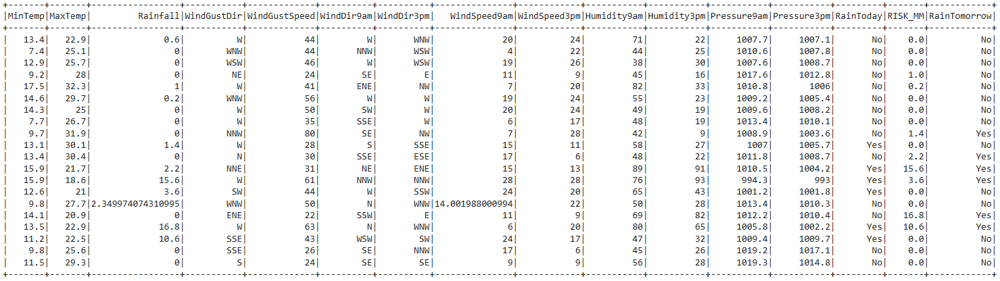 +-------+-------+-----------------+-----------+-------------+----------+----------+---------------+------------+-----------+-----------+-----------+-----------+---------+-------+------------+
|MinTemp|MaxTemp|         Rainfall|WindGustDir|WindGustSpeed|WindDir9am|WindDir3pm|   WindSpeed9am|WindSpeed3pm|Humidity9am|Humidity3pm|Pressure9am|Pressure3pm|RainToday|RISK_MM|RainTomorrow|
+-------+-------+-----------------+-----------+-------------+----------+----------+---------------+------------+-----------+-----------+-----------+-----------+---------+-------+------------+
|   13.4|   22.9|              0.6|          W|           44|         W|       WNW|             20|          24|         71|         22|     1007.7|     1007.1|       No|    0.0|          No|
|    7.4|   25.1|                0|        WNW|           44|       NNW|       WSW|              4|          22|         44|         25|     1010.6|     1007.8|       No|    0.0|          No|
|   12.9|   25.7|                0|        WSW|           46|         W|       WSW|             19|          26|         38|         30|     1007.6|     1008.7|       No|    0.0|          No|
|    9.2|     28|                0|         NE|           24|        SE|         E|             11|           9|         45|         16|     1017.6|     1012.8|       No|    1.0|          No|
|   17.5|   32.3|                1|          W|           41|       ENE|        NW|              7|          20|         82|         33|     1010.8|       1006|       No|    0.2|          No|
|   14.6|   29.7|              0.2|        WNW|           56|         W|         W|             19|          24|         55|         23|     1009.2|     1005.4|       No|    0.0|          No|
|   14.3|     25|                0|          W|           50|        SW|         W|             20|          24|         49|         19|     1009.6|     1008.2|       No|    0.0|          No|
|    7.7|   26.7|                0|          W|           35|       SSE|         W|              6|          17|         48|         19|     1013.4|     1010.1|       No|    0.0|          No|
|    9.7|   31.9|                0|        NNW|           80|        SE|        NW|              7|          28|         42|          9|     1008.9|     1003.6|       No|    1.4|         Yes|
|   13.1|   30.1|              1.4|          W|           28|         S|       SSE|             15|          11|         58|         27|       1007|     1005.7|      Yes|    0.0|          No|
|   13.4|   30.4|                0|          N|           30|       SSE|       ESE|             17|           6|         48|         22|     1011.8|     1008.7|       No|    2.2|         Yes|
|   15.9|   21.7|              2.2|        NNE|           31|        NE|       ENE|             15|          13|         89|         91|     1010.5|     1004.2|      Yes|   15.6|         Yes|
|   15.9|   18.6|             15.6|          W|           61|       NNW|       NNW|             28|          28|         76|         93|      994.3|        993|      Yes|    3.6|         Yes|
|   12.6|     21|              3.6|         SW|           44|         W|       SSW|             24|          20|         65|         43|     1001.2|     1001.8|      Yes|    0.0|          No|
|    9.8|   27.7|2.349974074310995|        WNW|           50|         N|       WNW|14.001988000994|          22|         50|         28|     1013.4|     1010.3|       No|    0.0|          No|
|   14.1|   20.9|                0|        ENE|           22|       SSW|         E|             11|           9|         69|         82|     1012.2|     1010.4|       No|   16.8|         Yes|
|   13.5|   22.9|             16.8|          W|           63|         N|       WNW|              6|          20|         80|         65|     1005.8|     1002.2|      Yes|   10.6|         Yes|
|   11.2|   22.5|             10.6|        SSE|           43|       WSW|        SW|             24|          17|         47|         32|     1009.4|     1009.7|      Yes|    0.0|          No|
|    9.8|   25.6|                0|        SSE|           26|        SE|       NNW|             17|           6|         45|         26|     1019.2|     1017.1|       No|    0.0|          No|
|   11.5|   29.3|                0|          S|           24|        SE|        SE|              9|           9|         56|         28|     1019.3|     1014.8|       No|    0.0|          No|
+-------+-------+-----------------+-----------+-------------+----------+----------+---------------+------------+-----------+-----------+-----------+-----------+---------+-------+------------+